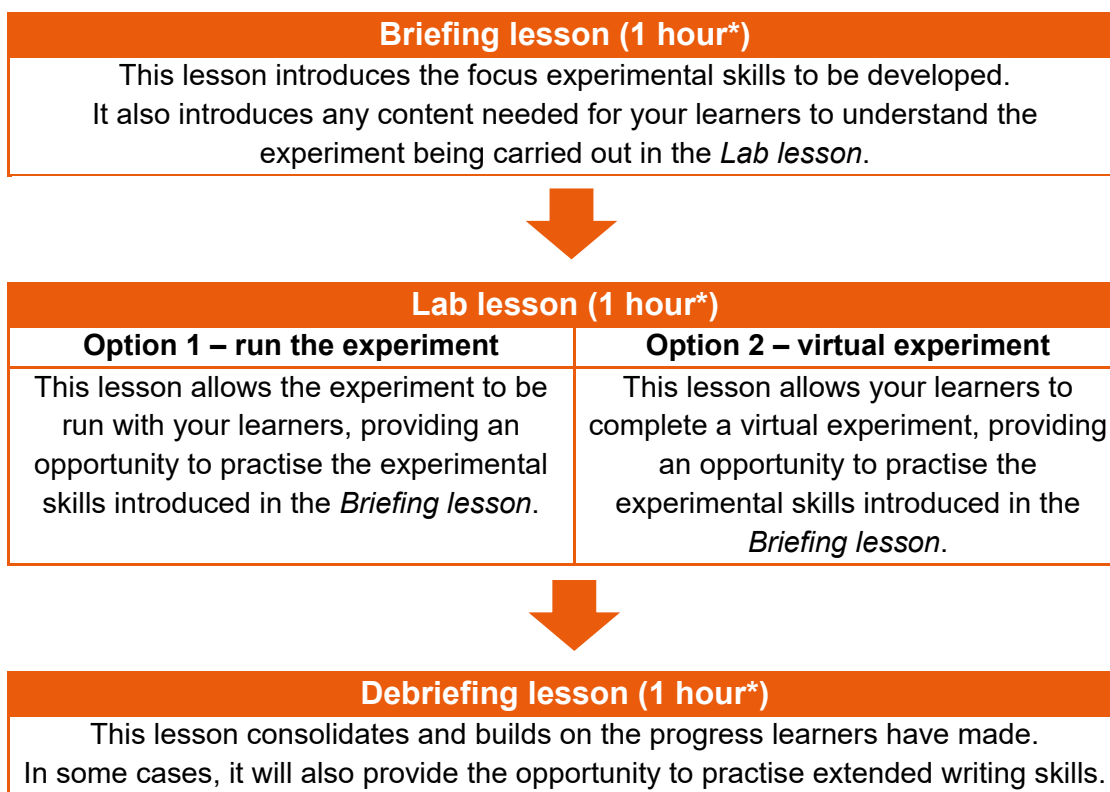 Briefing lesson (1 hour*)
This lesson introduces the focus experimental skills to be developed.
It also introduces any content needed for your learners to understand the
experiment being carried out in the Lab lesson.
Lab lesson (1 hour*)
Option 1 – run the experiment
This lesson allows the experiment to be
run with your learners, providing an
opportunity to practise the experimental
skills introduced in the Briefing lesson.
Option 2 – virtual experiment
This lesson allows your learners to
complete a virtual experiment, providing
an opportunity to practise the
experimental skills introduced in the
Briefing lesson.
Debriefing lesson (1 hour*)
This lesson consolidates and builds on the progress learners have made.
In some cases, it will also provide the opportunity to practise extended writing skills.